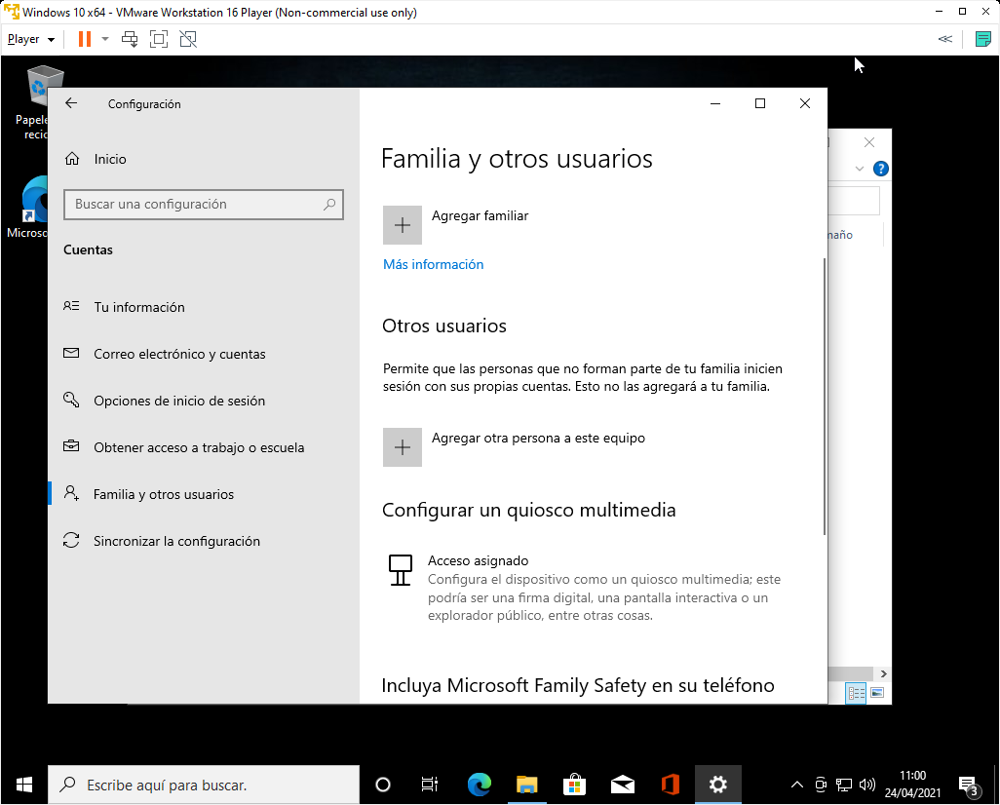 Windows 10 x64 - VMware Workstation 16 Player (Non-commercial use only)
Player
Configuración
Inicio
Buscar una configuración
Cuentas
Tu información
Correo electrónico y cuentas
Opciones de inicio de sesión
Obtener acceso a trabajo o escuela
Familia y otros usuarios
Sincronizar la configuración
Familia y otros usuarios
Agregar familiar
Más información
Otros usuarios
Permite que las personas que no forman parte de tu familia inicien
sesión con sus propias cuentas. Esto no las agregará a tu familia.
Agregar otra persona a este equipo
Configurar un quiosco multimedia
Acceso asignado
Configura el dispositivo como un quiosco multimedia; este
podría ser una firma digital, una pantalla interactiva o un
explorador público, entre otras cosas.
Incluya Microsoft Family Safety en su teléfono
Papele
recic
Microso
maño
Escribe aquí para buscar.
11:00
24/04/2021
3